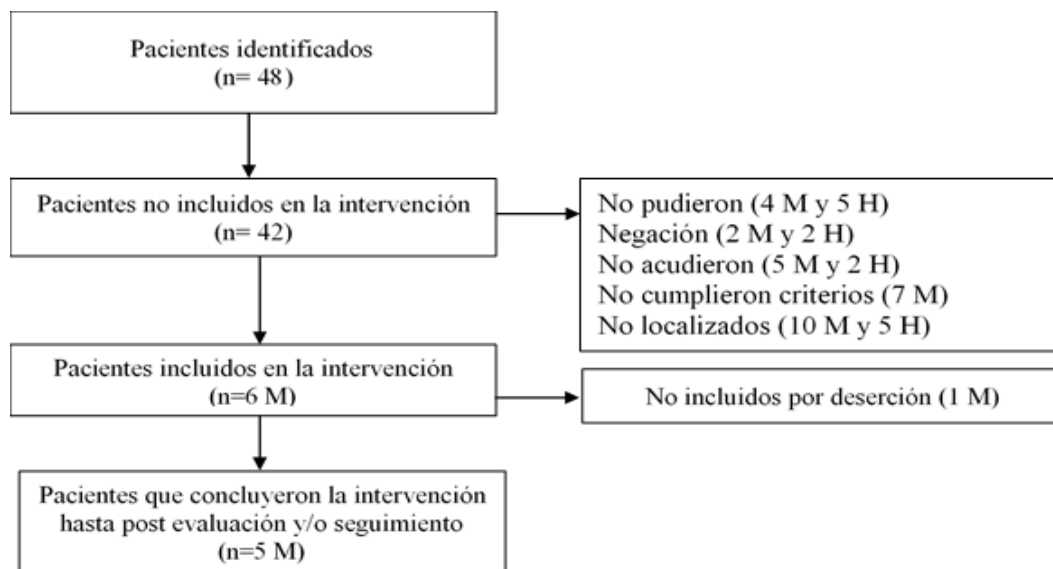 Pacientes identificados
(n= 48)
Pacientes no incluidos en la intervención
(n= 42)
No pudieron (4 M y 5 H)
Negación (2 M y 2 H)
No acudieron (5 M y 2 H)
No cumplieron criterios (7 M)
No localizados (10 M y 5 H)
Pacientes incluidos en la intervención
(n=6 M)
No incluidos por deserción (1 M)
Pacientes que concluyeron la intervención
hasta post evaluación y/o seguimiento
(n=5 M)